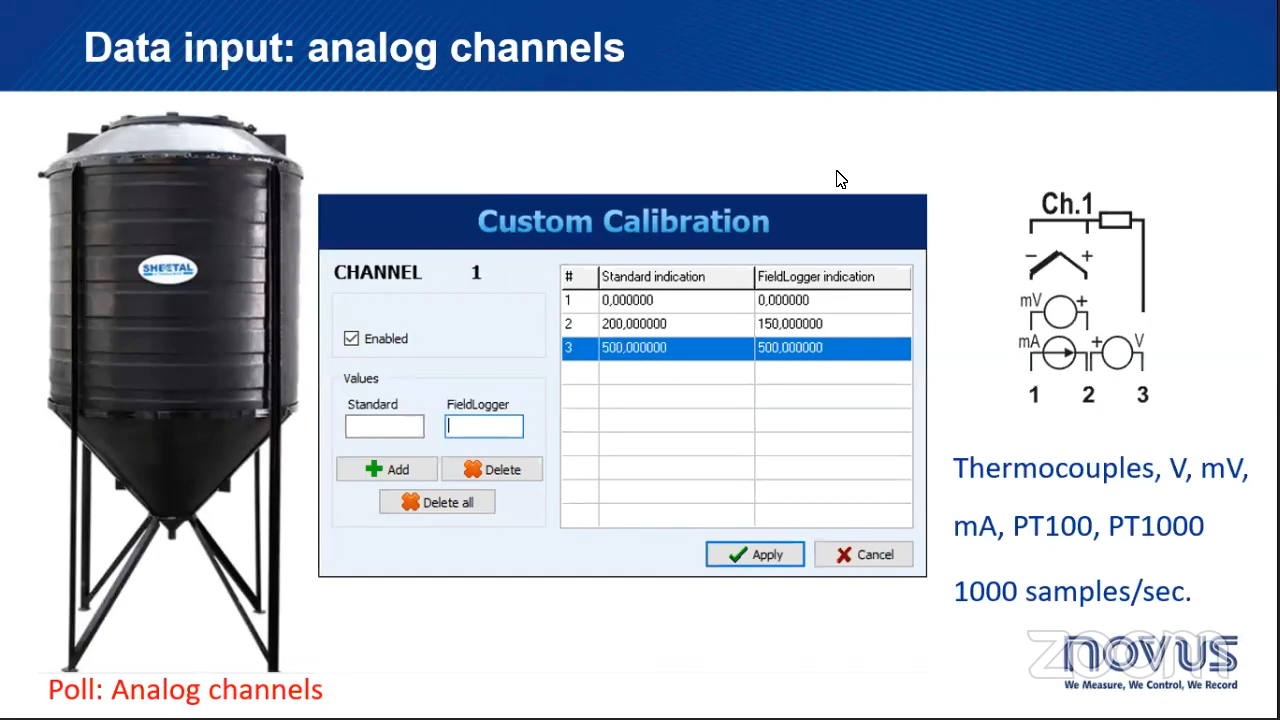 Data input: analog channels
SHEETAL
Custom Calibration
CHANNEL 1
Enabled
Values
Standard FieldLogger
Add Delete
Delete all
# Standard indication FieldLogger indication
1 0,000000 0,000000
2 200,000000 150,000000
3 500,000000 500,000000
Apply Cancel
Ch.1
− +
mV +
mA + V
1 2 3
Thermocouples, V, mV,
mA, PT100, PT1000
1000 samples/sec.
zoom
novus
We Measure, We Control, We Record
Poll: Analog channels